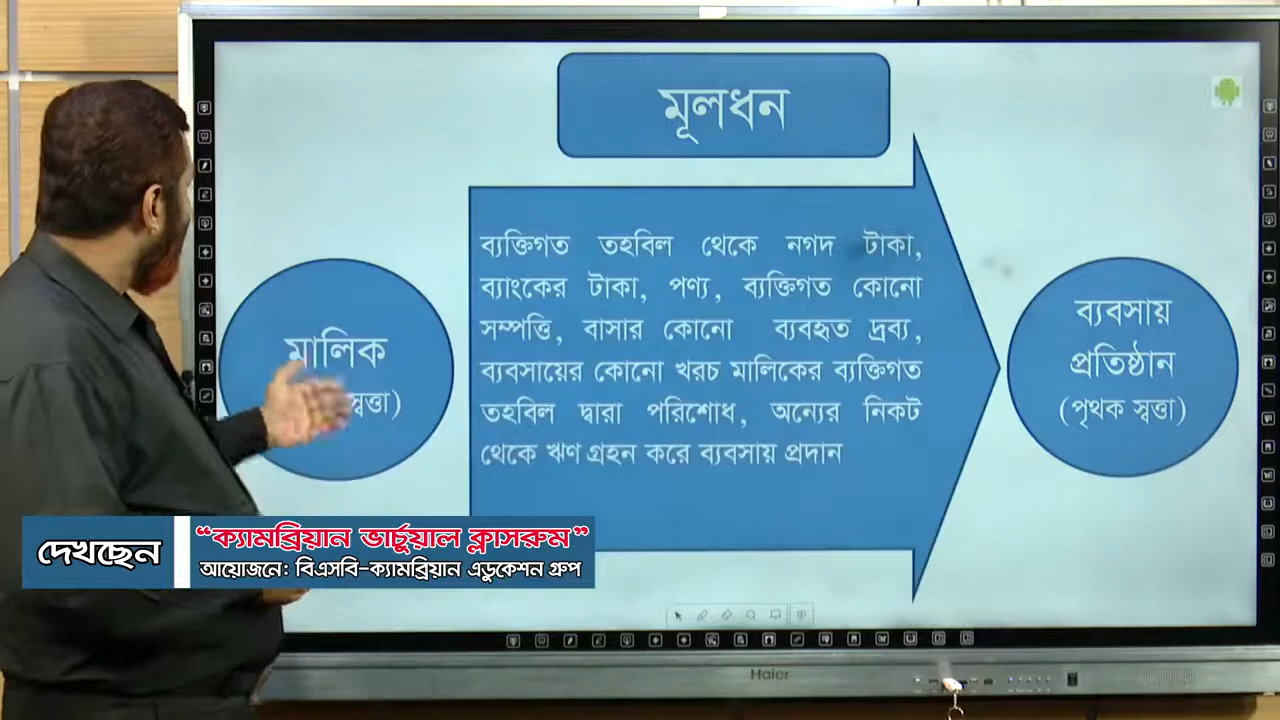 মূলধন
ব্যক্তিগত তহবিল থেকে নগদ টাকা,
ব্যাংকের টাকা, পণ্য, ব্যক্তিগত কোনো
সম্পত্তি, বাসার কোনো ব্যবহৃত দ্রব্য,
ব্যবসায়ের কোনো খরচ মালিকের ব্যক্তিগত
তহবিল দ্বারা পরিশোধ, অন্যের নিকট
থেকে ঋণ গ্রহন করে ব্যবসায় প্রদান
মালিক
স্বত্তা)
ব্যবসায়
প্রতিষ্ঠান
(পৃথক স্বত্তা)
দেখছেন
“ক্যামব্রিয়ান ভার্চুয়াল ক্লাসরুম”
আয়োজনে: বিএসবি-ক্যামব্রিয়ান এডুকেশন গ্রুপ
Haier